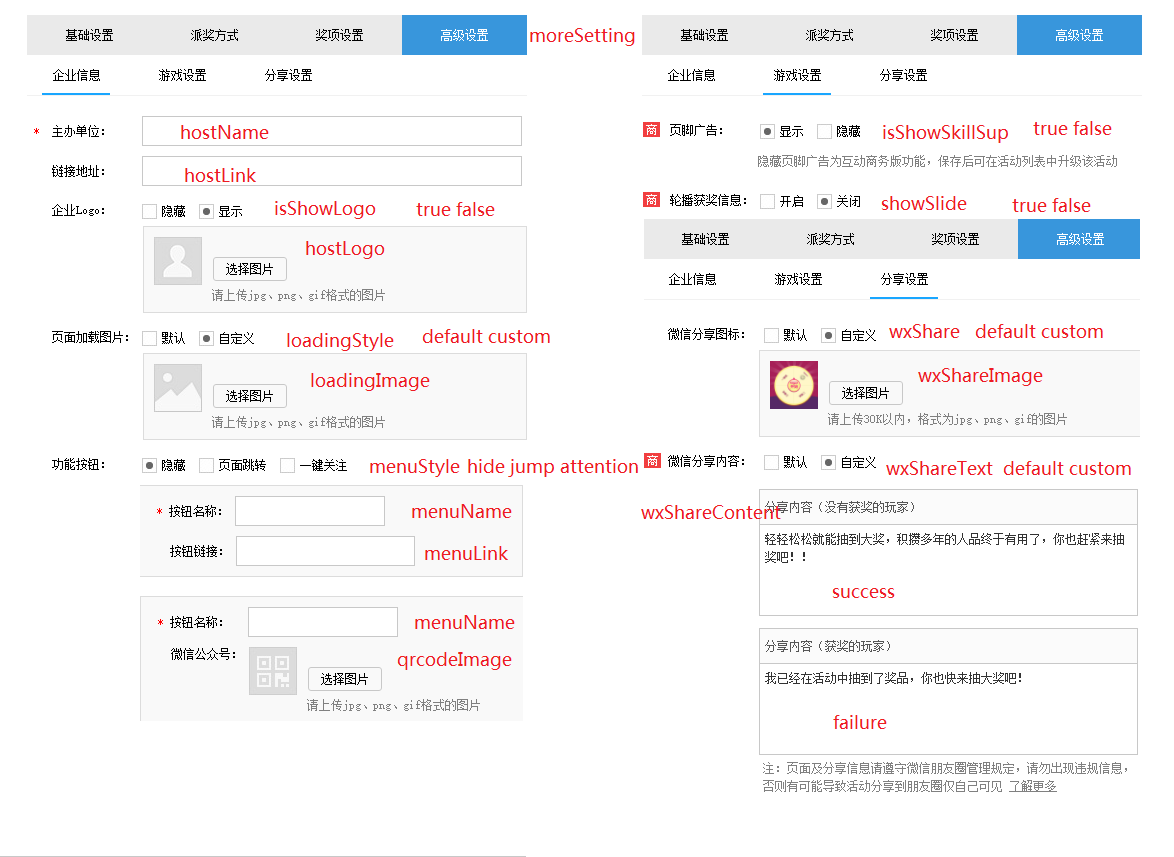 基础设置 派奖方式 奖项设置 高级设置 moreSetting
企业信息 游戏设置 分享设置
* 主办单位: hostName
链接地址: hostLink
企业Logo: 隐藏 显示 isShowLogo true false
hostLogo
选择图片
请上传jpg、png、gif格式的图片
页面加载图片: 默认 自定义 loadingStyle default custom
loadingImage
选择图片
请上传jpg、png、gif格式的图片
功能按钮: 隐藏 页面跳转 一键关注 menuStyle hide jump attention
* 按钮名称: menuName
按钮链接: menuLink
* 按钮名称: menuName
微信公众号: qrcodeImage
选择图片
请上传jpg、png、gif格式的图片
基础设置 派奖方式 奖项设置 高级设置
企业信息 游戏设置 分享设置
商 页脚广告: 显示 隐藏 isShowSkillSup true false
隐藏页脚广告为互动商务版功能，保存后可在活动列表中升级该活动
商 轮播获奖信息: 开启 关闭 showSlide true false
基础设置 派奖方式 奖项设置 高级设置
企业信息 游戏设置 分享设置
微信分享图标: 默认 自定义 wxShare default custom
wxShareImage
选择图片
请上传30K以内，格式为jpg、png、gif的图片
商 微信分享内容: 默认 自定义 wxShareText default custom
wxShareContent
分享内容（没有获奖的玩家）
轻轻松松就能抽到大奖，积攒多年的人品终于有用了，你也赶紧来抽
奖吧！！
success
分享内容（获奖的玩家）
我已经在活动中抽到了奖品，你也快来抽大奖吧！
failure
注: 页面及分享信息请遵守微信朋友圈管理规定，请勿出现违规信息，
否则有可能导致活动分享到朋友圈仅自己可见 了解更多